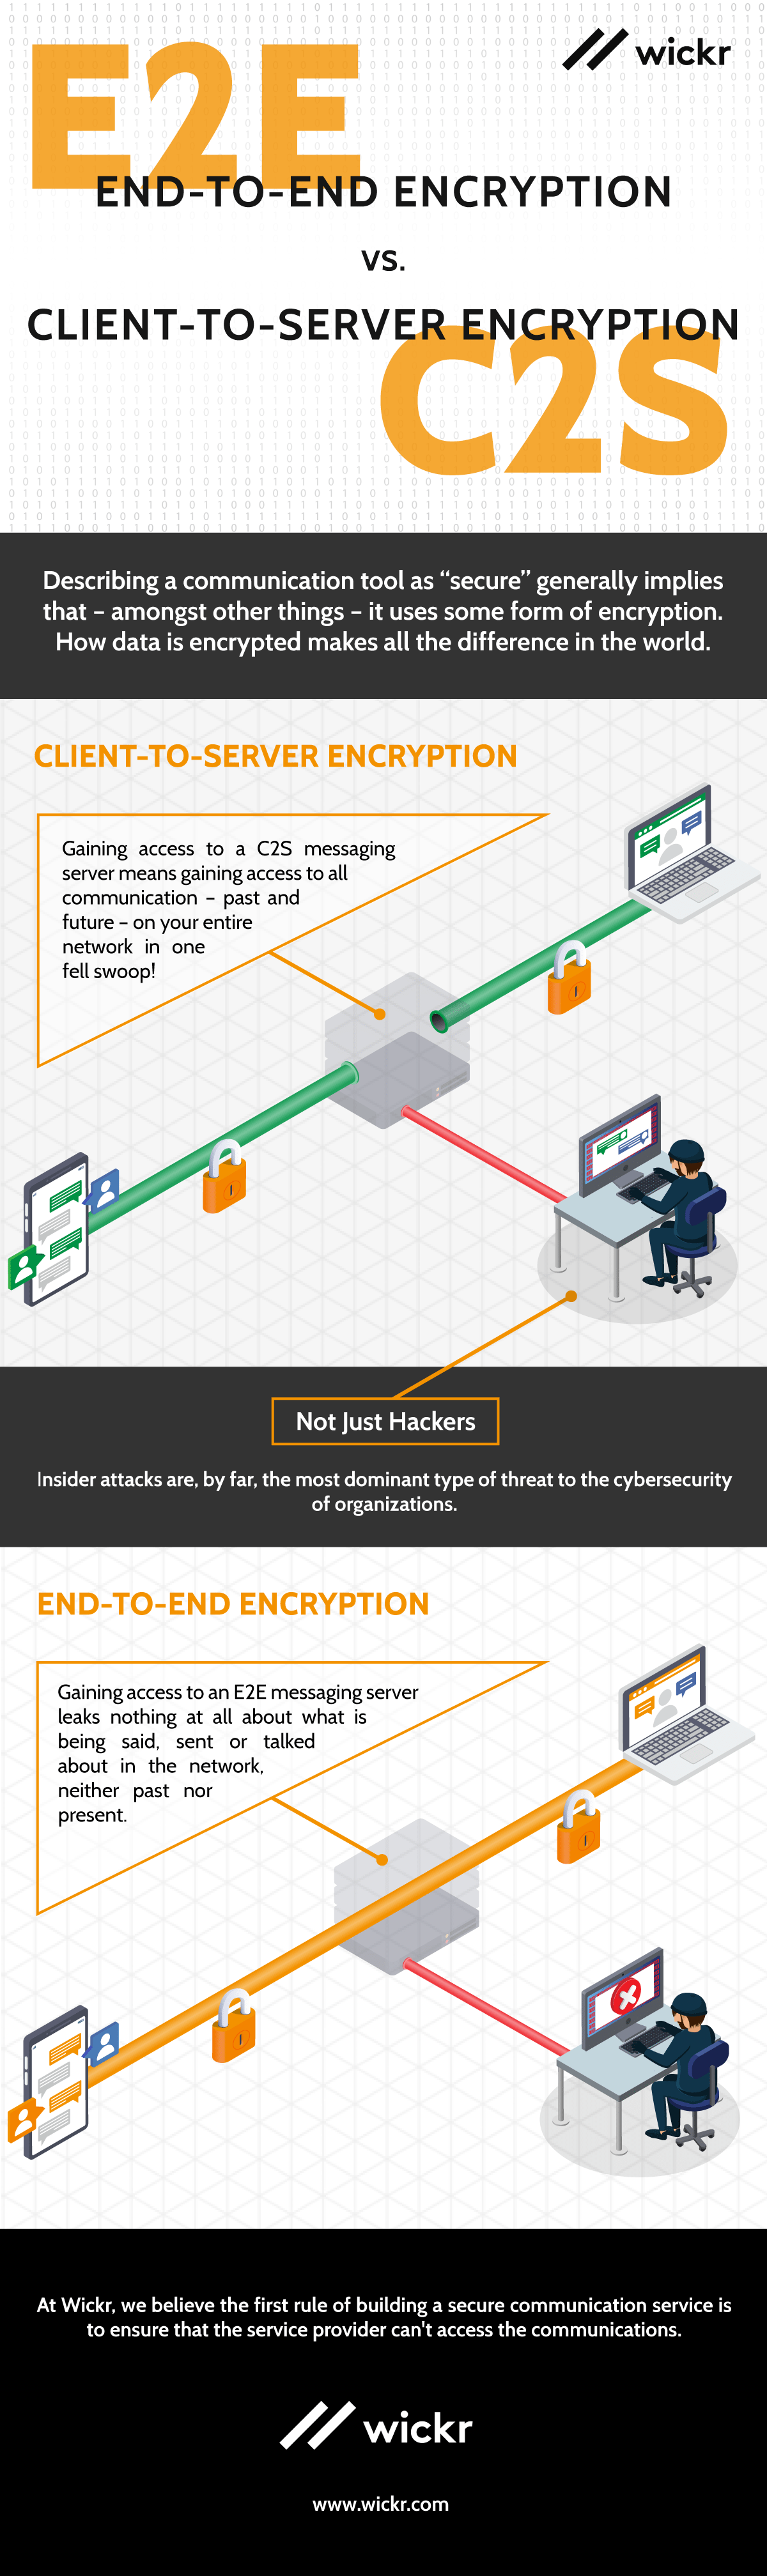 wickr
E2E
END-TO-END ENCRYPTION
VS.
CLIENT-TO-SERVER ENCRYPTION
C2S
Describing a communication tool as “secure” generally implies
that – amongst other things – it uses some form of encryption.
How data is encrypted makes all the difference in the world.
CLIENT-TO-SERVER ENCRYPTION
Gaining access to a C2S messaging
server means gaining access to all
communication – past and
future – on your entire
network in one
fell swoop!
Not Just Hackers
Insider attacks are, by far, the most dominant type of threat to the cybersecurity
of organizations.
END-TO-END ENCRYPTION
Gaining access to an E2E messaging server
leaks nothing at all about what is
being said, sent or talked
about in the network,
neither past nor
present.
At Wickr, we believe the first rule of building a secure communication service is
to ensure that the service provider can't access the communications.
wickr
www.wickr.com